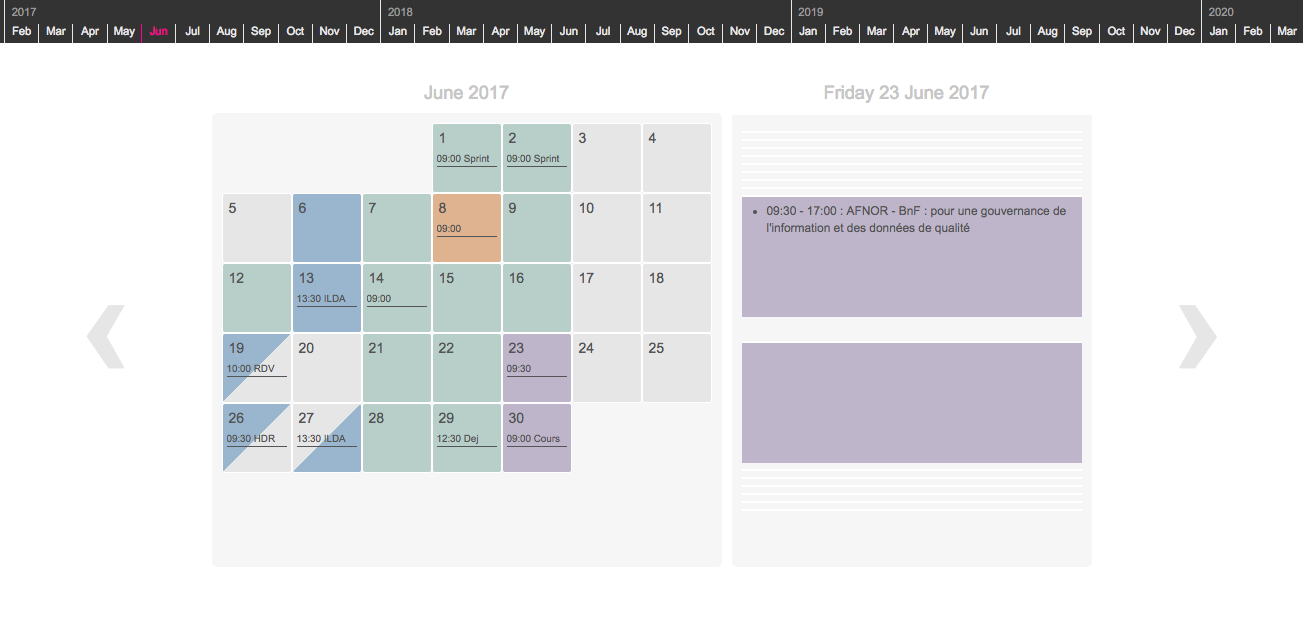 2017 2018 2019 2020
Feb Mar Apr May Jun Jul Aug Sep Oct Nov Dec Jan Feb Mar Apr May Jun Jul Aug Sep Oct Nov Dec Jan Feb Mar Apr May Jun Jul Aug Sep Oct Nov Dec Jan Feb Mar
June 2017
1 2 3 4
09:00 Sprint 09:00 Sprint
5 6 7 8 9 10 11
09:00
12 13 14 15 16 17 18
13:30 ILDA 09:00
19 20 21 22 23 24 25
10:00 RDV 09:30
26 27 28 29 30
09:30 HDR 13:30 ILDA 12:30 Dej 09:00 Cours
Friday 23 June 2017
• 09:30 - 17:00 : AFNOR - BnF : pour une gouvernance de
l'information et des données de qualité